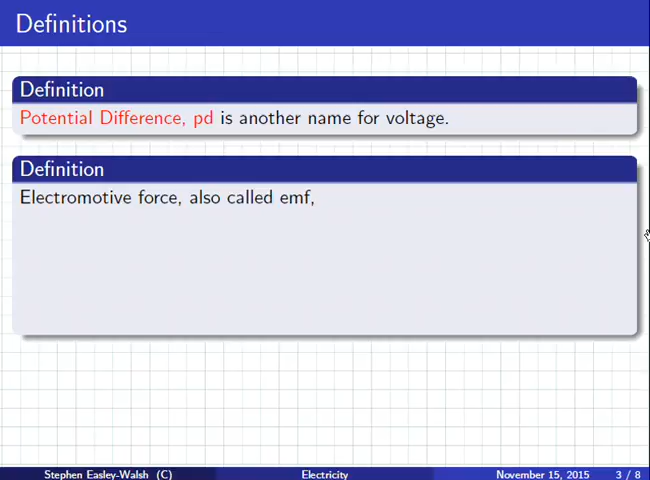 Definitions
Definition
Potential Difference, pd is another name for voltage.
Definition
Electromotive force, also called emf,
Stephen Easley-Walsh (C) Electricity November 15, 2015 3 / 8